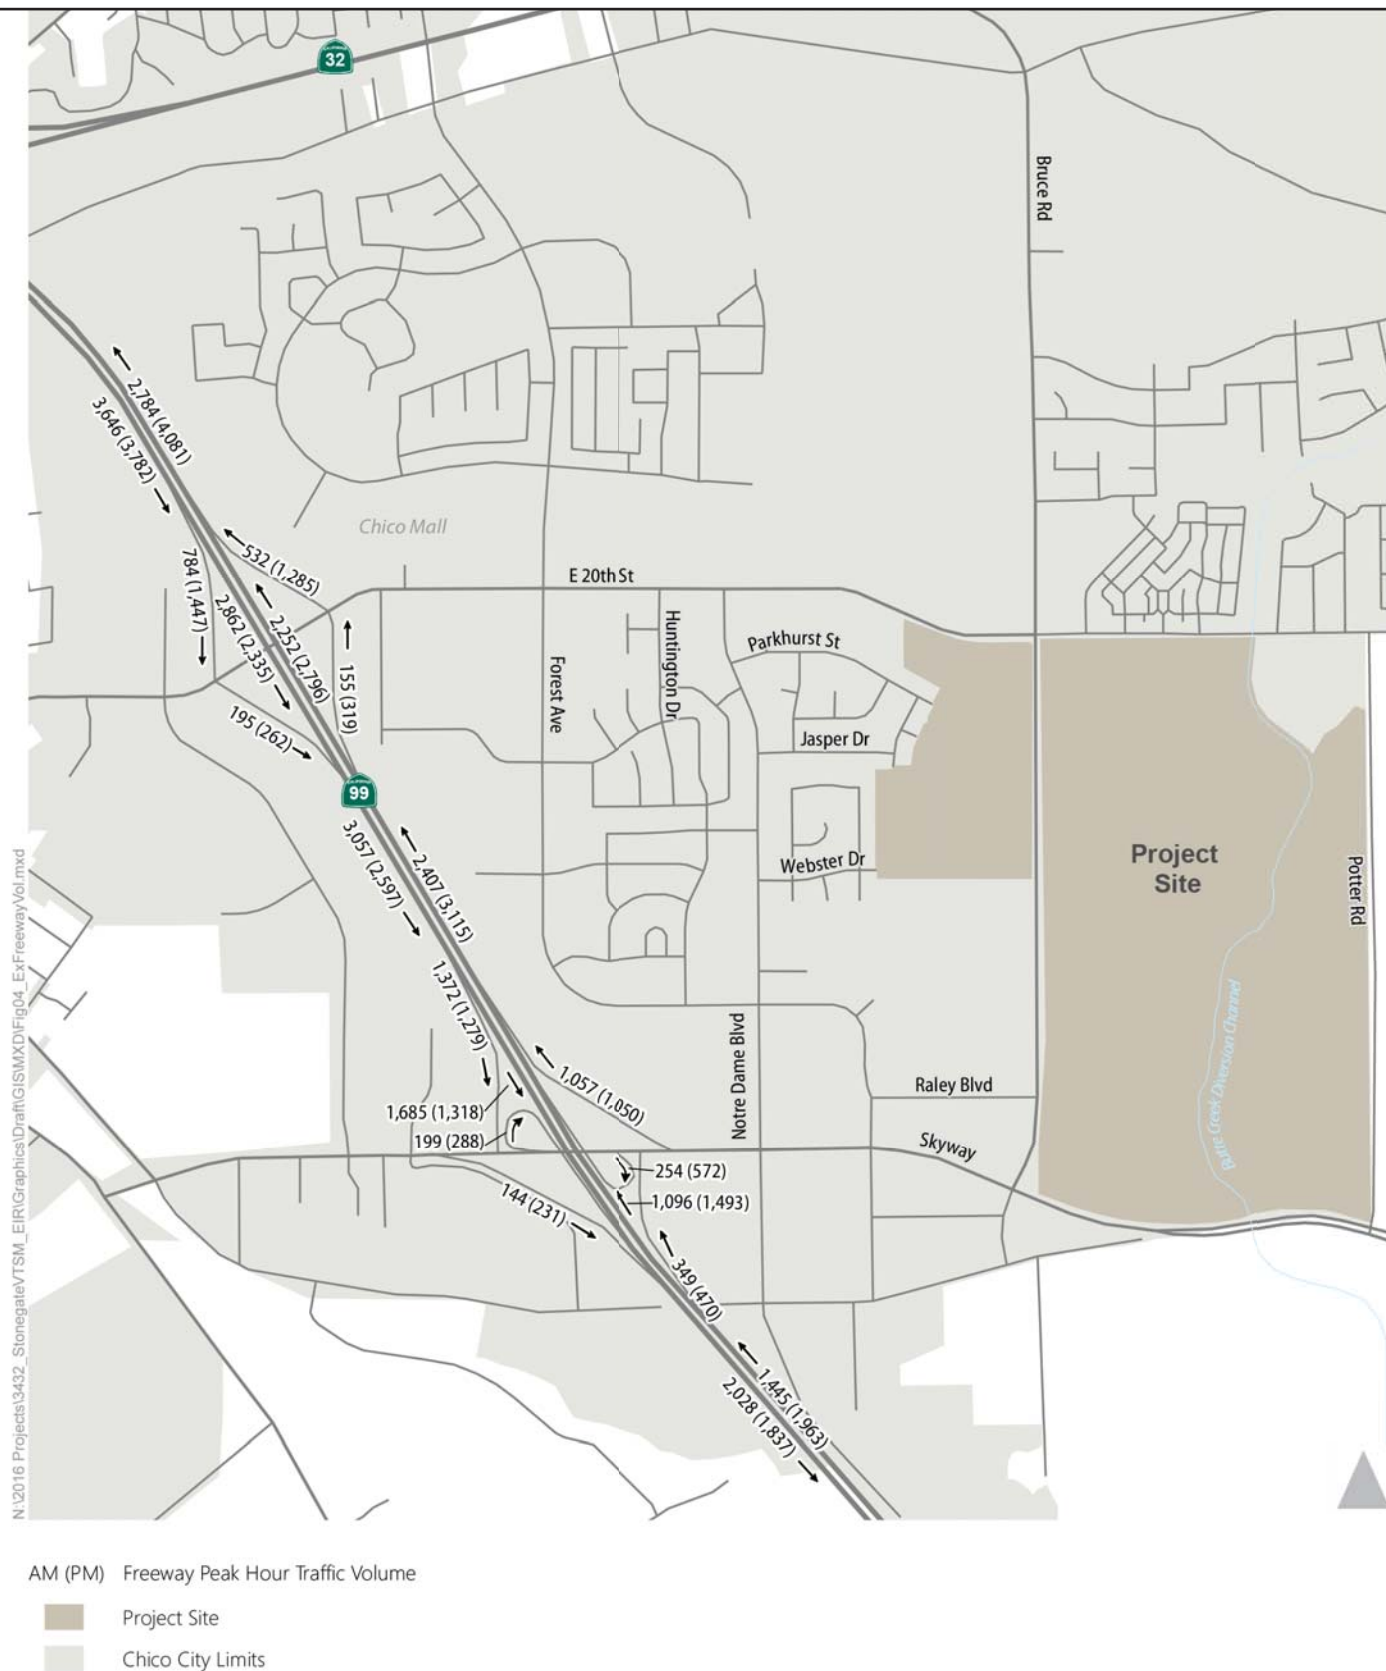 CALIFORNIA
32
Bruce Rd
2,784 (4,081)
3,646 (3,782)
Chico Mall
532 (1,285)
784 (1,447)
E 20th St
2,862 (2,335)
2,252 (2,796)
155 (319)
195 (262)
Forest Ave
Huntington Dr
Parkhurst St
Jasper Dr
CALIFORNIA
99
3,057 (2,597)
2,407 (3,115)
Webster Dr
Project
Site
Potter Rd
1,372 (1,279)
1,057 (1,050)
Notre Dame Blvd
Butte Creek Diversion Channel
Raley Blvd
1,685 (1,318)
199 (288)
Skyway
254 (572)
1,096 (1,493)
144 (231)
349 (470)
1,445 (1,963)
2,028 (1,837)
N:\2016 Projects\3432_StonegateVTSM_EIR\Graphics\Draft\GIS\MXD\Fig04_ExFreewayVol.mxd
AM (PM) Freeway Peak Hour Traffic Volume
Project Site
Chico City Limits